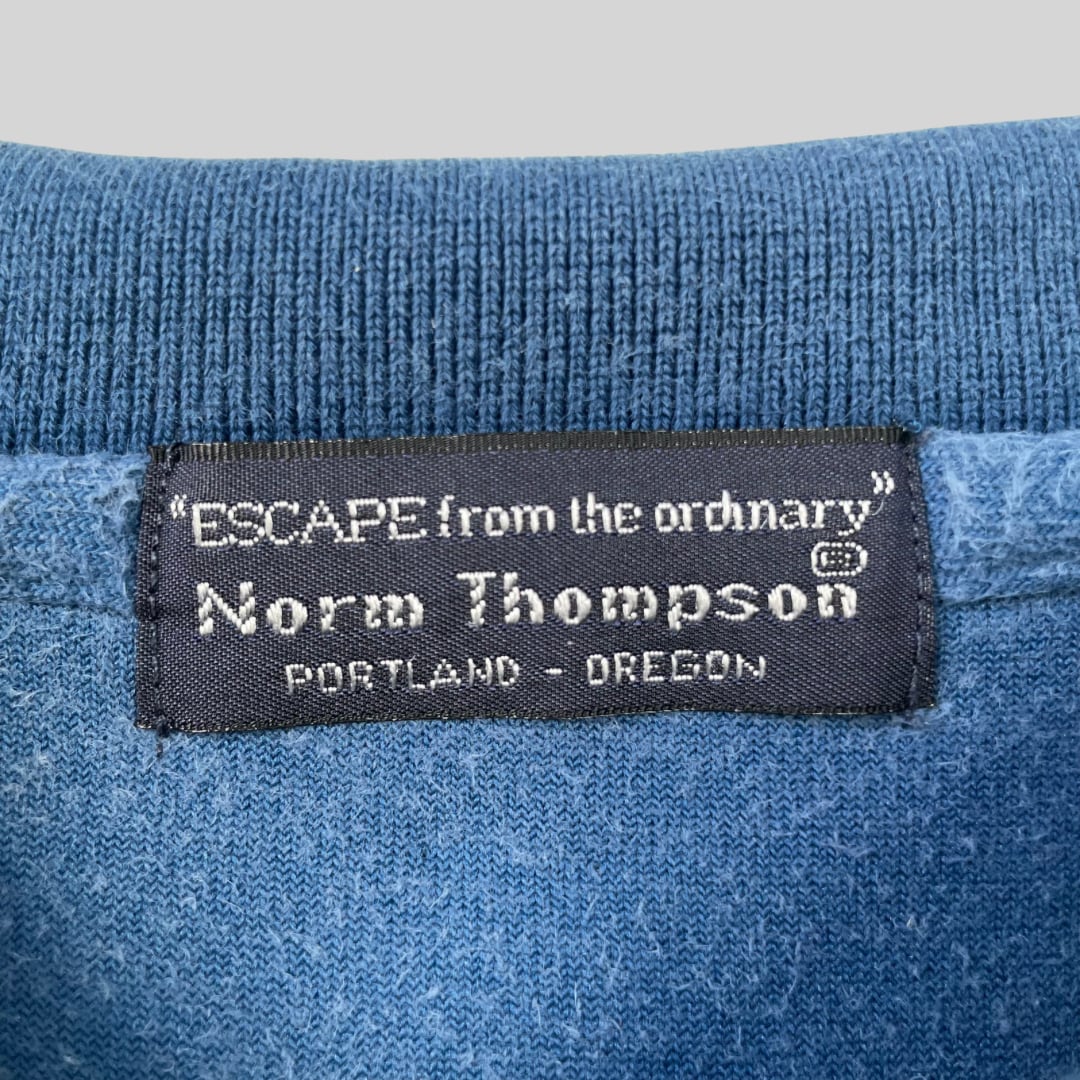 "ESCAPE from the ordinary"
Norm Thompson®
PORTLAND - OREGON